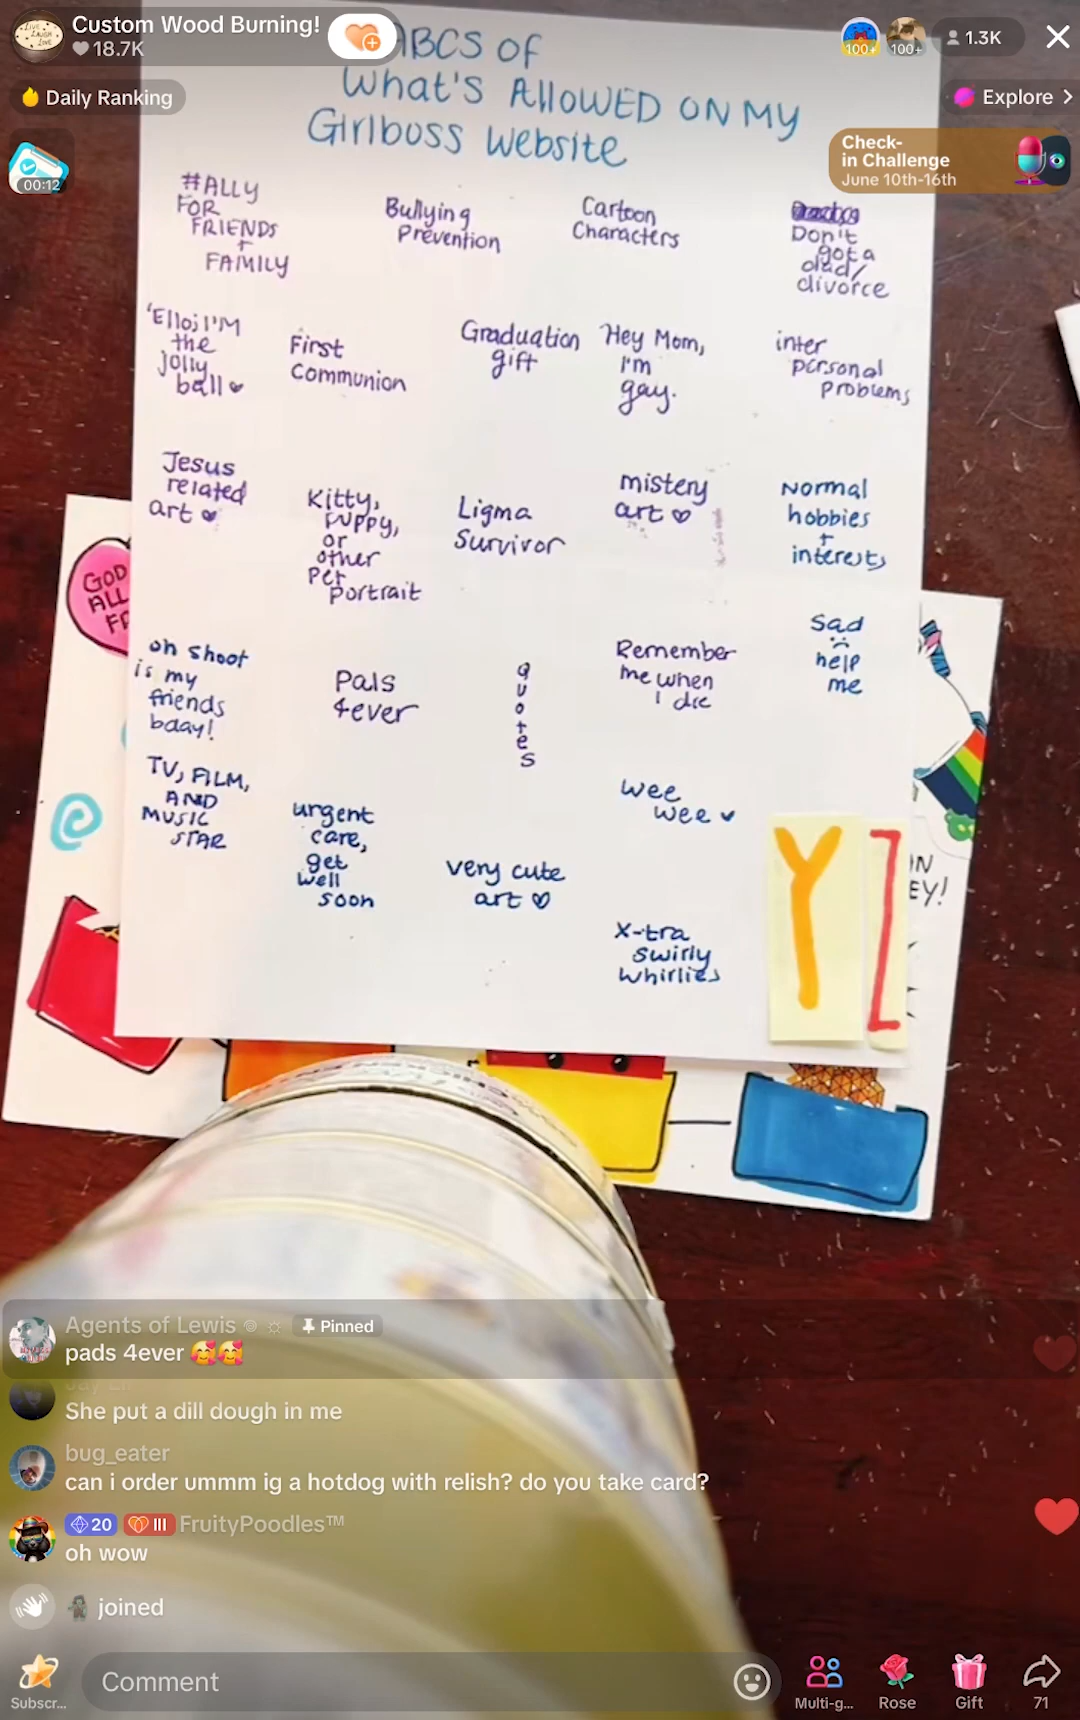 Custom Wood Burning!
18.7K
100+
100+
1.3K
Daily Ranking
Explore
00:12
Check-
in Challenge
June 10th-16th
ABCS OF
What's AllOWED ON MY
Girlboss Website
#ALLY
FOR
FRIENDS
+
FAMILY
Bullying
Prevention
Cartoon
Characters
Don't
got a
dad/
divorce
'Ello; I'M
the
jolly
ball
First
Communion
Graduation
gift
Hey Mom,
I'm
gay.
inter
personal
problems
Jesus
related
art
Kitty,
puppy,
or
other
pet
portrait
Ligma
Survivor
mistery
art
Normal
hobbies
+
interests
oh shoot
is my
friends
bday!
Pals
4ever
quotes
Remember
me when
I die
Sad
help
me
TV, FILM,
AND
MUSIC
STAR
urgent
care,
get
well
soon
very cute
art
wee
wee
X-tra
swirly
whirlies
Y
GOD
ALL
FR
IN
EY!
Agents of Lewis
Pinned
pads 4ever
She put a dill dough in me
bug_eater
can i order ummm ig a hotdog with relish? do you take card?
20 III FruityPoodles™
oh wow
joined
Subscr...
Comment
Multi-g...
Rose
Gift
71